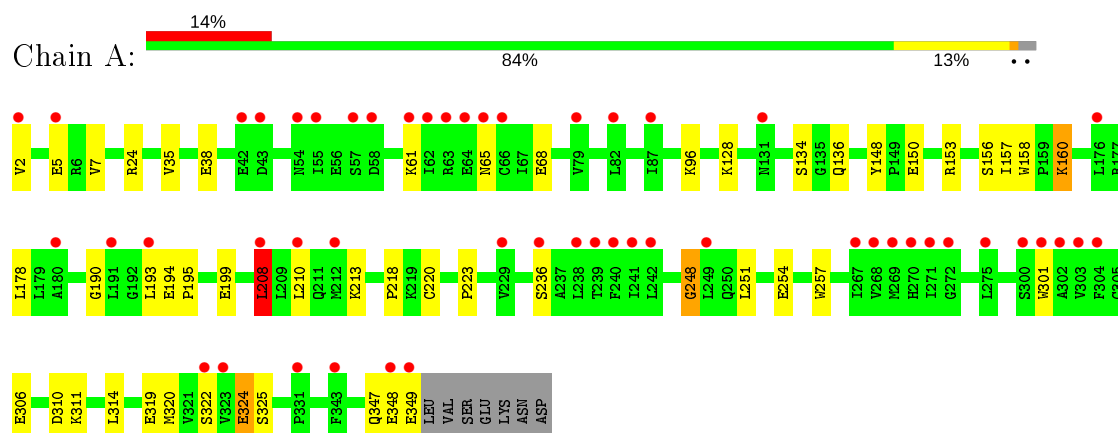 14%
Chain A:
84% 13%
V2 E5 R6 V7 R24 V35 E38 E42 D43 N54 I55 E56 S57 D58 K61 I62 R63 E64 N65 C66 I67 E68 V79 L82 I87 K96 K128 N131 S134 G135 Q136 Y148 P149 E150 R153 S156 I157 W158 P159 K160 L176 R177
L178 L179 A180 G190 L191 G192 L193 E194 P195 E199 L208 L209 L210 Q211 M212 K213 P218 K219 C220 P223 V229 S236 A237 L238 T239 F240 I241 L242 G248 L249 Q250 L251 E254 W257 I267 V268 M269 H270 I271 G272 L275 S300 W301 A302 V303 F304
E306 D310 K311 L314 E319 M320 V321 S322 V323 E324 S325 P331 F343 Q347 E348 E349 LEU VAL SER GLU LYS ASN ASP